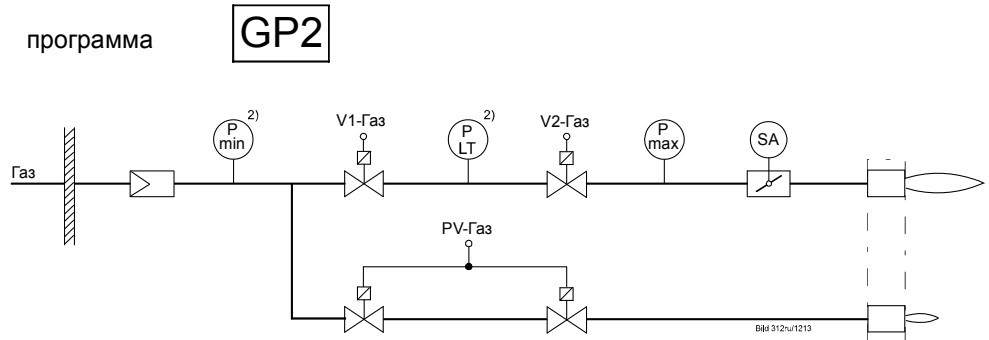 программа GP2
P min 2)
V1-Газ
P LT 2)
V2-Газ
P max
SA
Газ
PV-Газ
Bild 312ru/1213